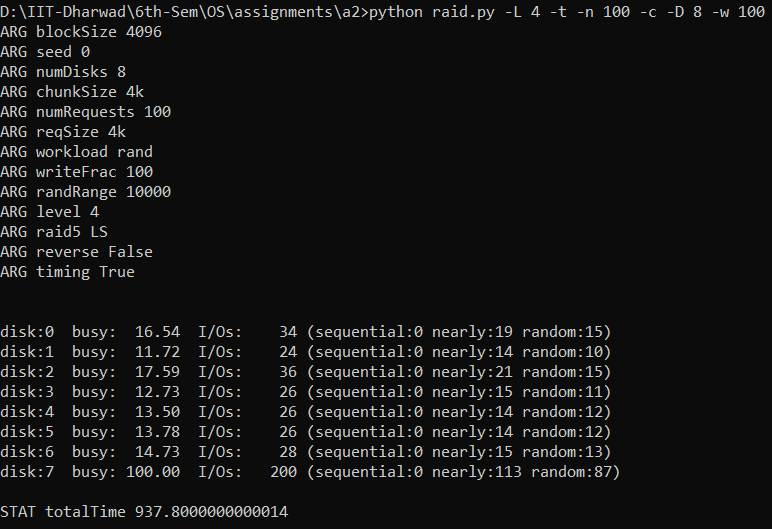 D:\IIT-Dharwad\6th-Sem\OS\assignments\a2>python raid.py -L 4 -t -n 100 -c -D 8 -w 100
ARG blockSize 4096
ARG seed 0
ARG numDisks 8
ARG chunkSize 4k
ARG numRequests 100
ARG reqSize 4k
ARG workload rand
ARG writeFrac 100
ARG randRange 10000
ARG level 4
ARG raid5 LS
ARG reverse False
ARG timing True
disk:0  busy:  16.54  I/Os:    34 (sequential:0 nearly:19 random:15)
disk:1  busy:  11.72  I/Os:    24 (sequential:0 nearly:14 random:10)
disk:2  busy:  17.59  I/Os:    36 (sequential:0 nearly:21 random:15)
disk:3  busy:  12.73  I/Os:    26 (sequential:0 nearly:15 random:11)
disk:4  busy:  13.50  I/Os:    26 (sequential:0 nearly:14 random:12)
disk:5  busy:  13.78  I/Os:    26 (sequential:0 nearly:14 random:12)
disk:6  busy:  14.73  I/Os:    28 (sequential:0 nearly:15 random:13)
disk:7  busy: 100.00  I/Os:   200 (sequential:0 nearly:113 random:87)
STAT totalTime 937.8000000000014